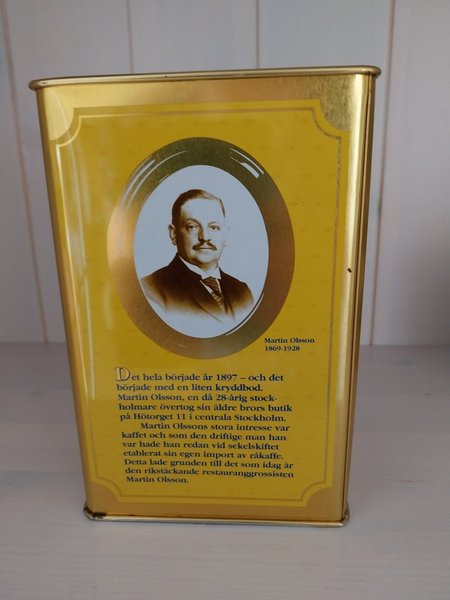 Martin Olsson
1869-1928
Det hela började år 1897 – och det
började med en liten kryddbod.
Martin Olsson, en då 28-årig stock-
holmare övertog sin äldre brors butik
på Hötorget 11 i centrala Stockholm.
Martin Olssons stora intresse var
kaffet och som den driftige man han
var hade han redan vid sekelskiftet
etablerat sin egen import av råkaffe.
Detta lade grunden till det som idag är
den rikstäckande restauranggrossisten
Martin Olsson.